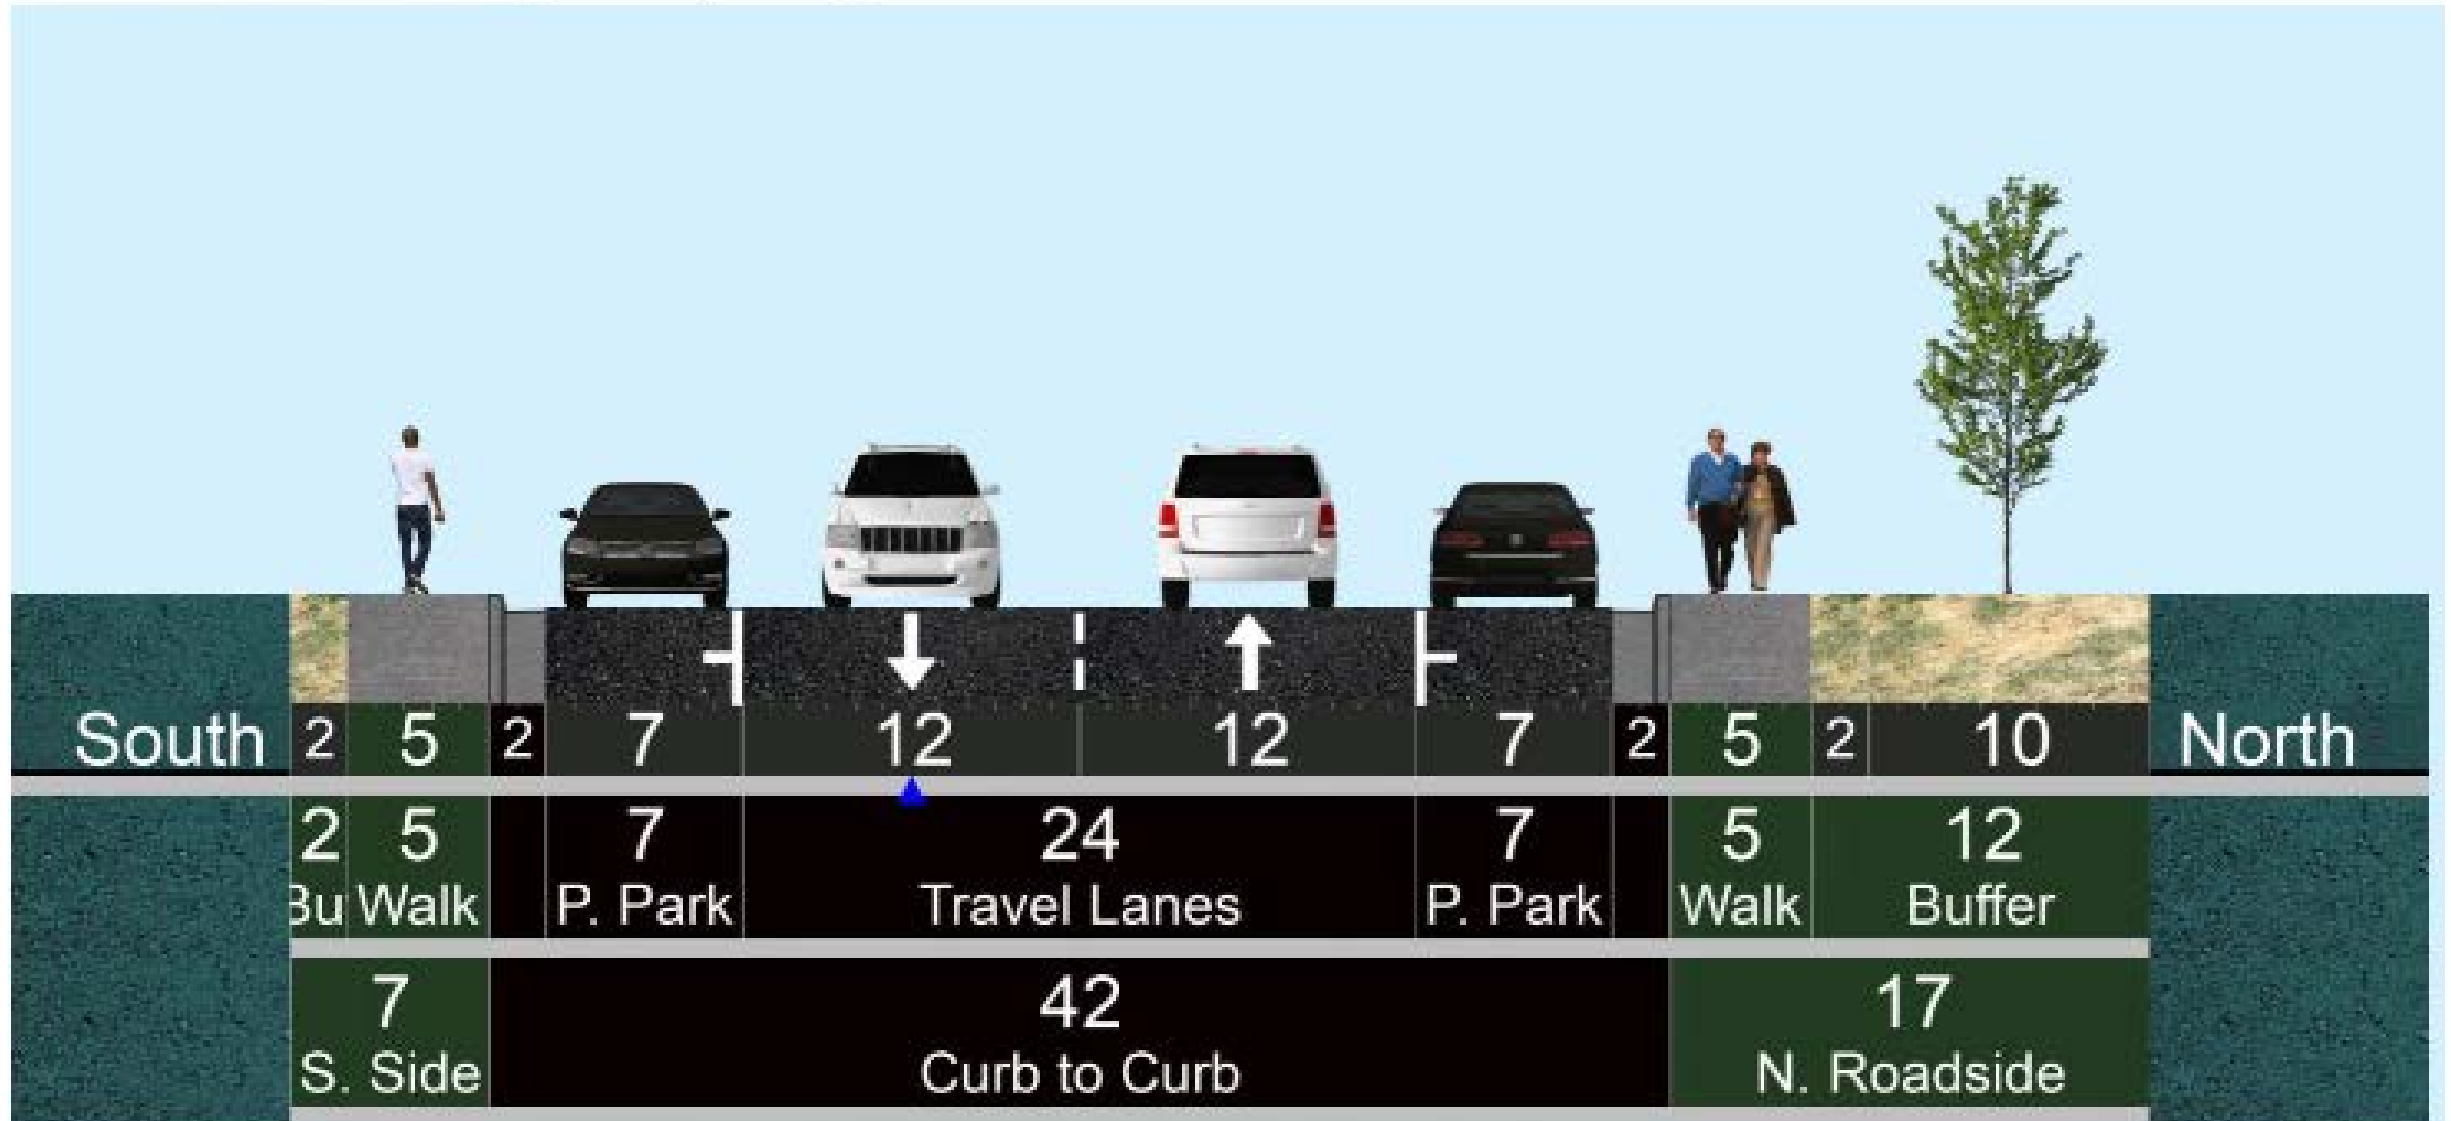 South 2 5 2 7 12 12 7 2 5 2 10 North
2 5 7 24 7 5 12
Bu Walk P. Park Travel Lanes P. Park Walk Buffer
7 42 17
S. Side Curb to Curb N. Roadside